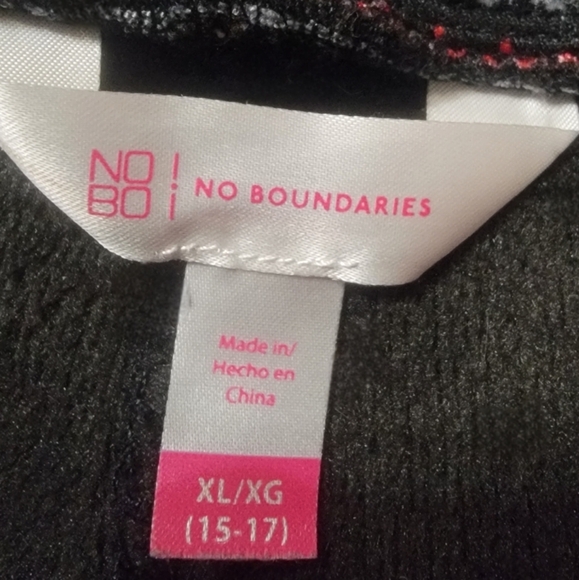 NO!
BO¡
NO BOUNDARIES
Made in/
Hecho en
China
XL/XG
(15-17)